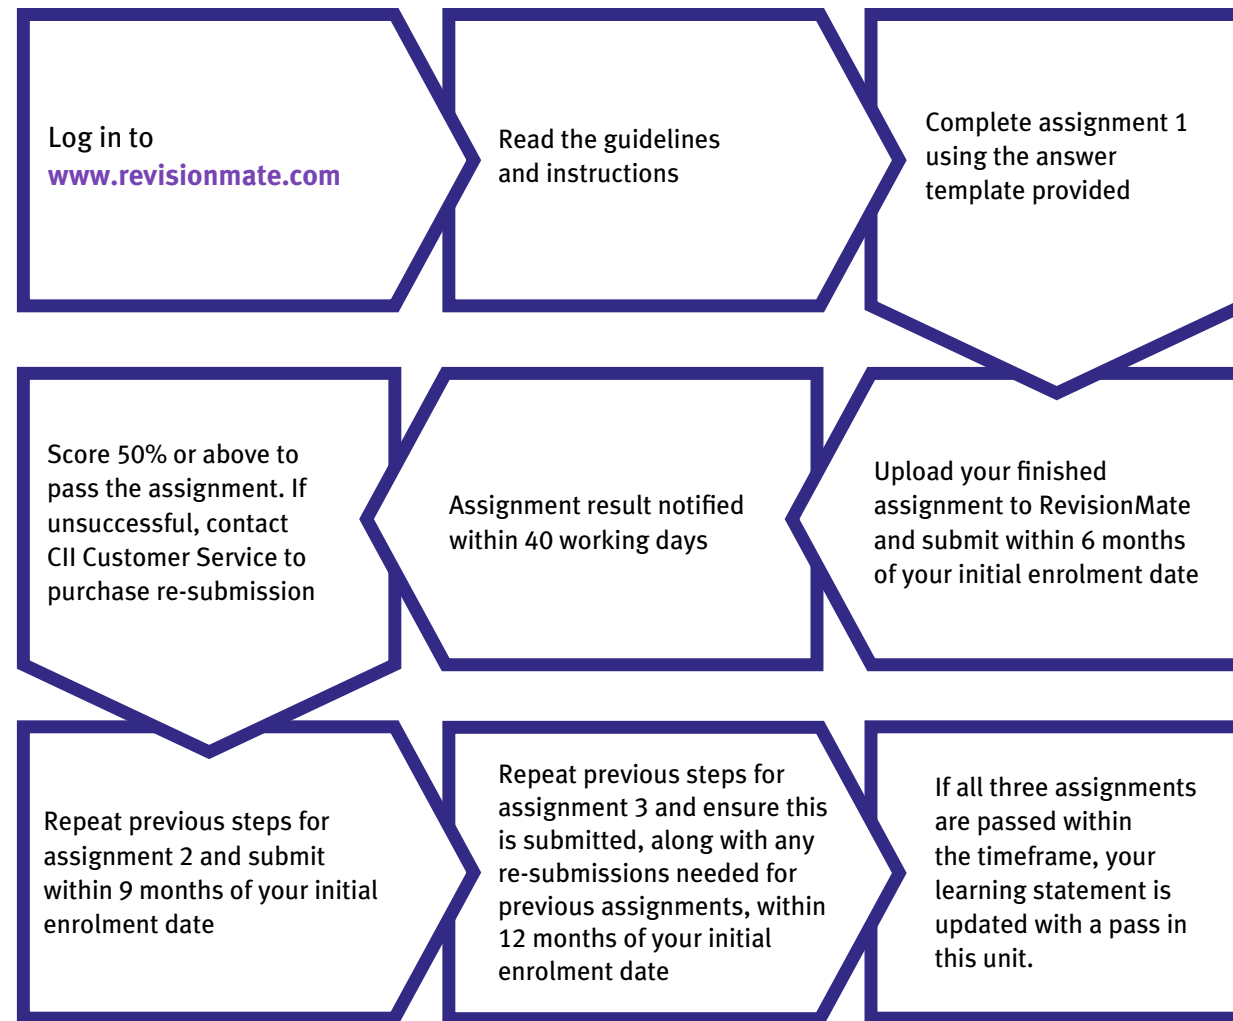 Log in to
www.revisionmate.com
Read the guidelines
and instructions
Complete assignment 1
using the answer
template provided
Upload your finished
assignment to RevisionMate
and submit within 6 months
of your initial enrolment date
Assignment result notified
within 40 working days
Score 50% or above to
pass the assignment. If
unsuccessful, contact
CII Customer Service to
purchase re-submission
Repeat previous steps for
assignment 2 and submit
within 9 months of your initial
enrolment date
Repeat previous steps for
assignment 3 and ensure this
is submitted, along with any
re-submissions needed for
previous assignments, within
12 months of your initial
enrolment date
If all three assignments
are passed within
the timeframe, your
learning statement is
updated with a pass in
this unit.